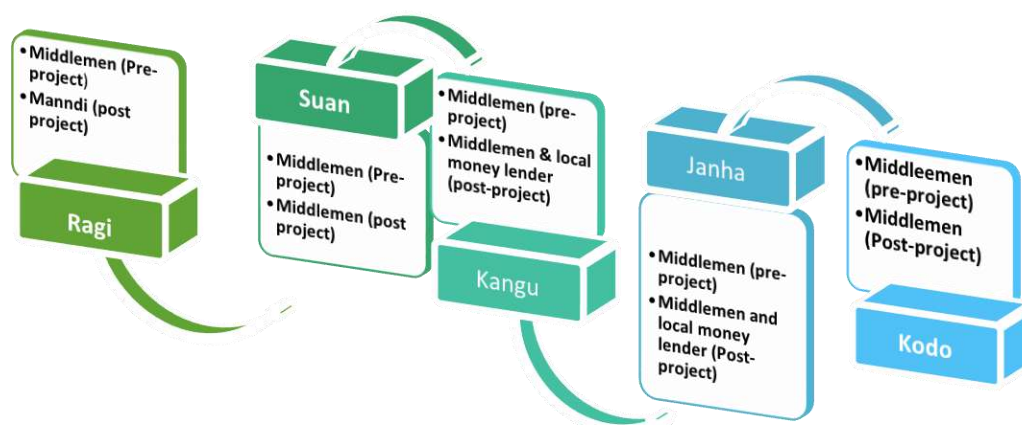 • Middlemen (Pre-
project)
• Manndi (post
project)
Ragi
Suan
• Middlemen (Pre-
project)
• Middlemen (post
project)
• Middlemen (pre-
project)
• Middlemen & local
money lender
(post-project)
Kangu
Janha
• Middlemen (pre-
project)
• Middlemen and
local money
lender (Post-
project)
• Middleemen
(pre-project)
• Middlemen
(Post-project)
Kodo